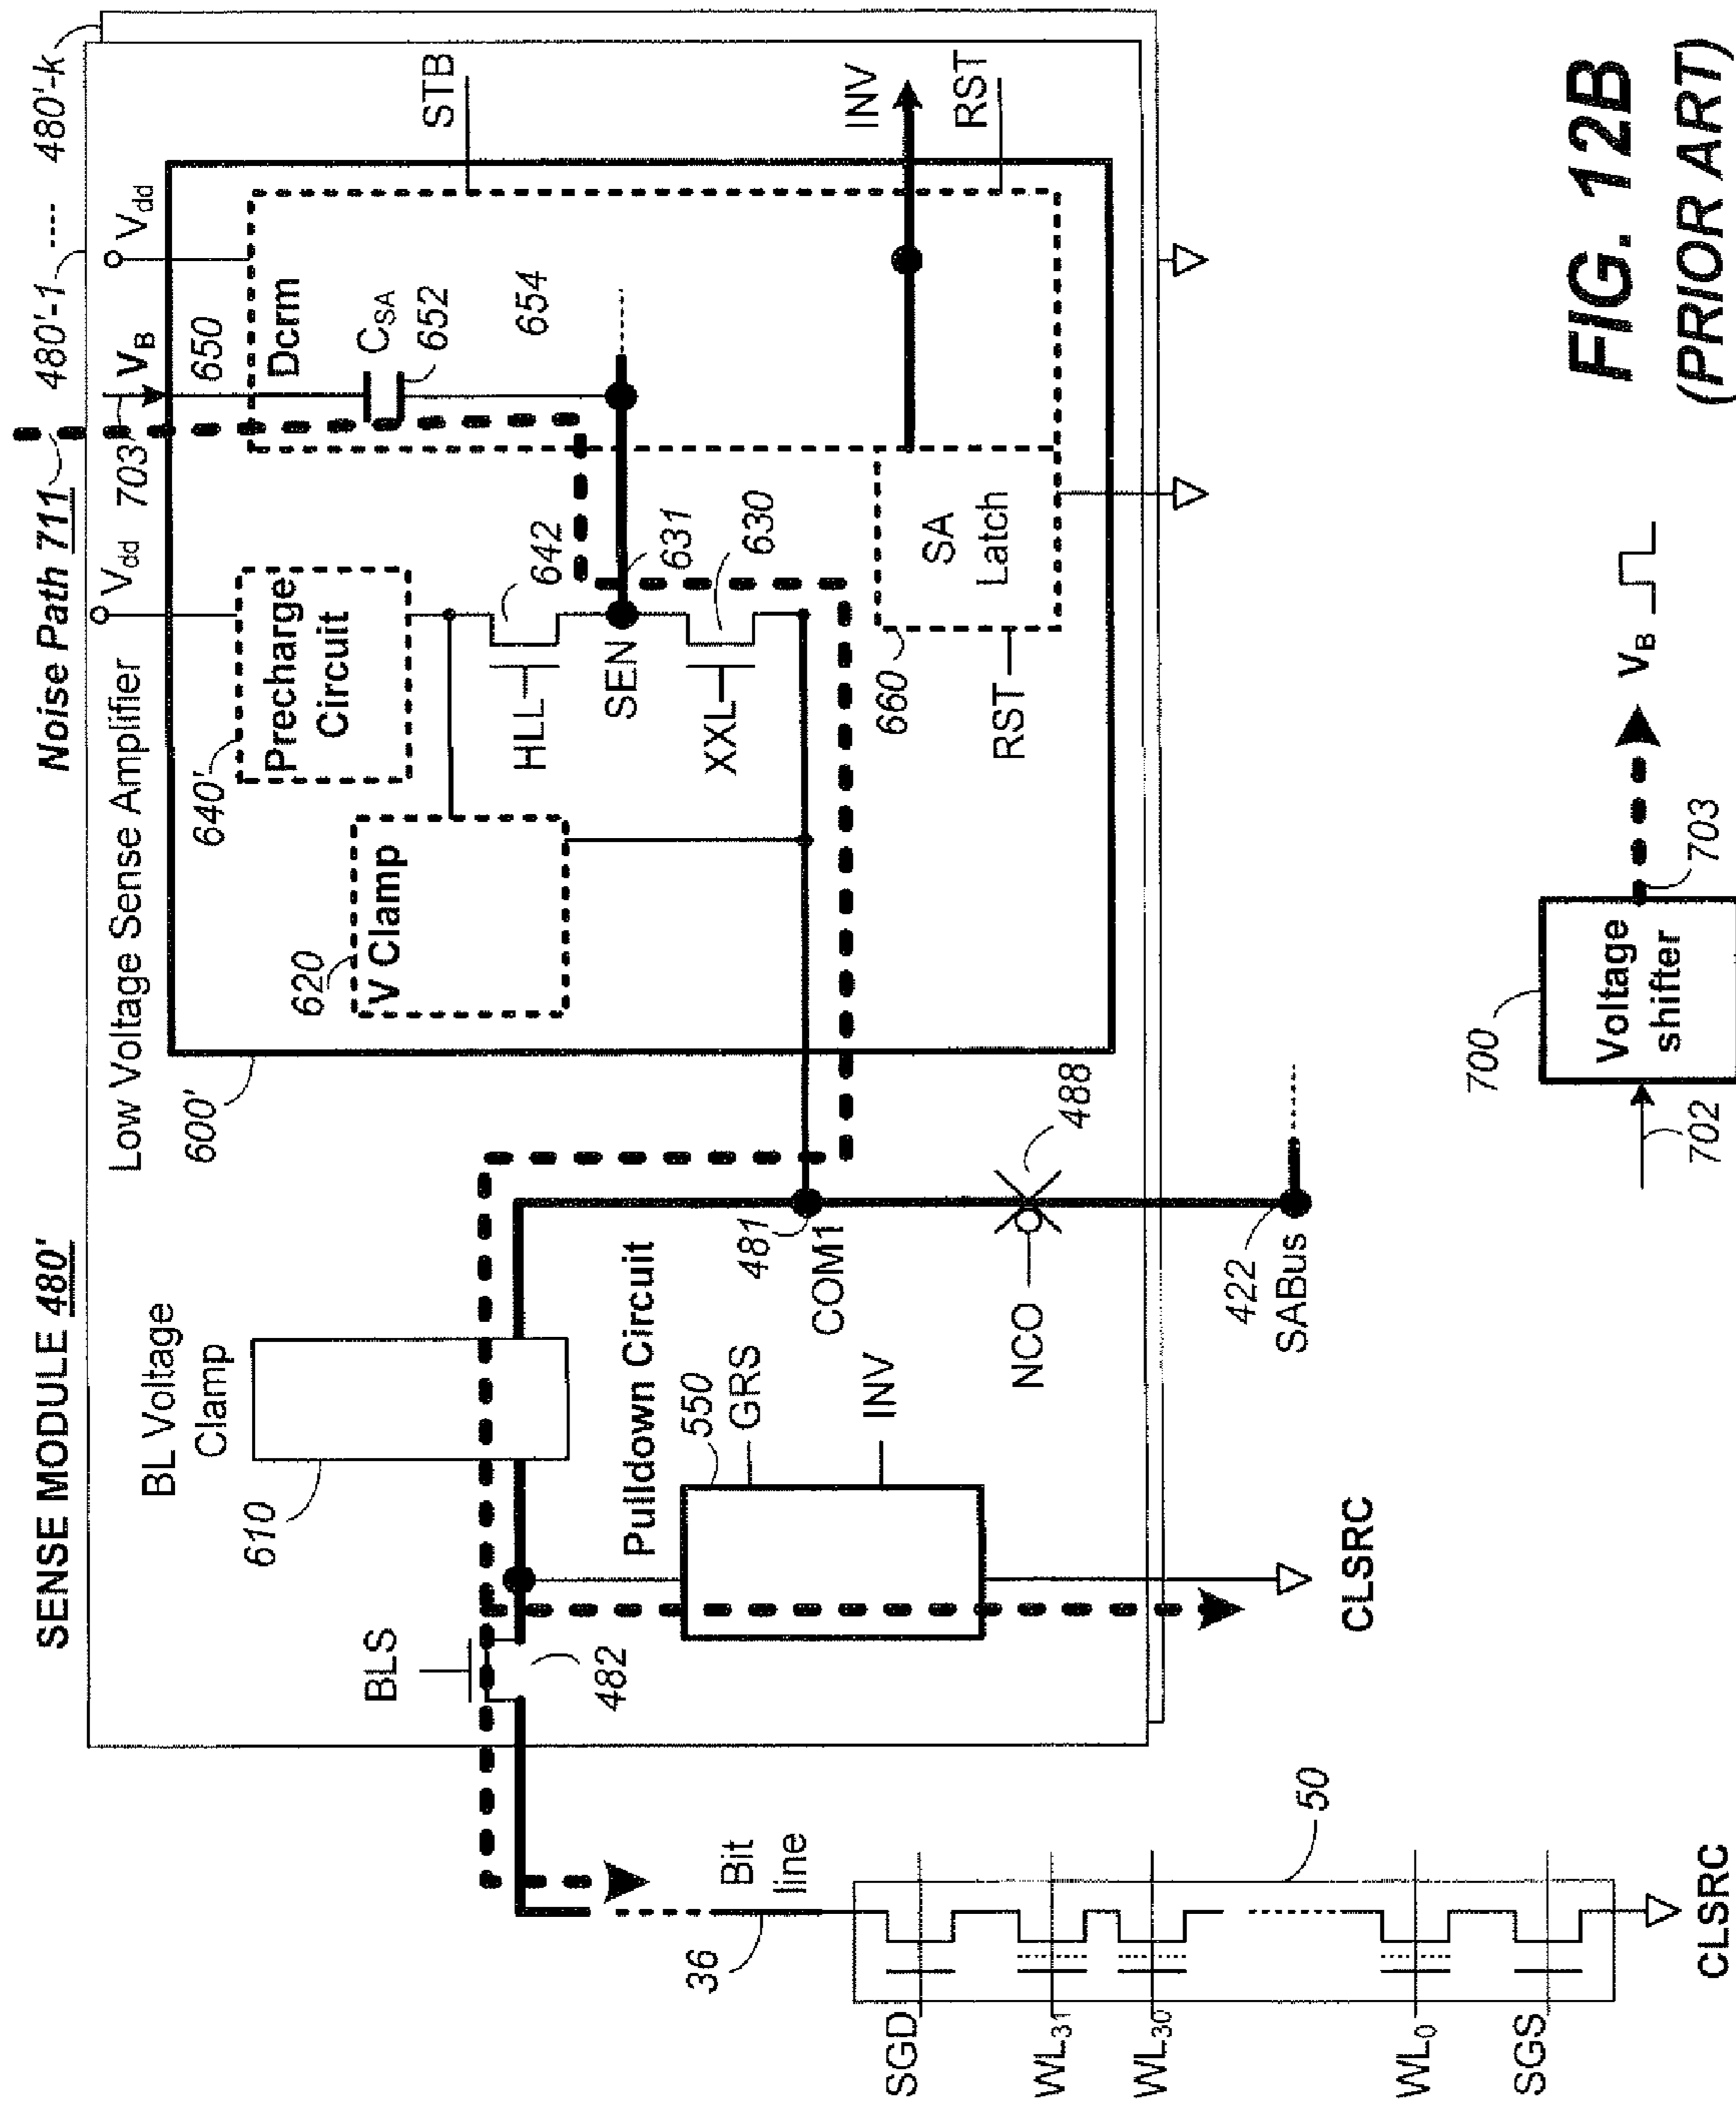 SENSE MODULE 480'
Noise Path 711
480'-1
----
480'-k
Low Voltage Sense Amplifier
600'
Vdd
703
VB
Vdd
650
640'
Precharge
Circuit
Dcrm
CSA
652
654
STB
620
V Clamp
642
HLL
SEN
631
XXL
630
660
SA
Latch
RST
INV
RST
BL Voltage
Clamp
610
BLS
482
Pulldown Circuit
550
GRS
INV
481
COM1
488
NCO
422
SABus
CLSRC
Bit
line
36
50
SGD
WL31
WL30
WL0
SGS
CLSRC
700
Voltage
shifter
702
703
VB
FIG. 12B
(PRIOR ART)